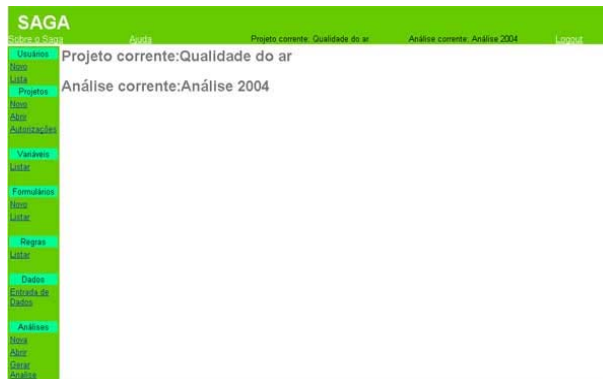 SAGA
Sobre o Saga Ajuda Projeto corrente: Qualidade do ar Análise corrente: Análise 2004 Logout
Usuários
Novo
Lista
Projetos
Novo
Abrir
Autorizações
Variáveis
Listar
Formulários
Novo
Listar
Regras
Listar
Dados
Entrada de
Dados
Análises
Nova
Abrir
Gerar
Analise
Projeto corrente:Qualidade do ar
Análise corrente:Análise 2004